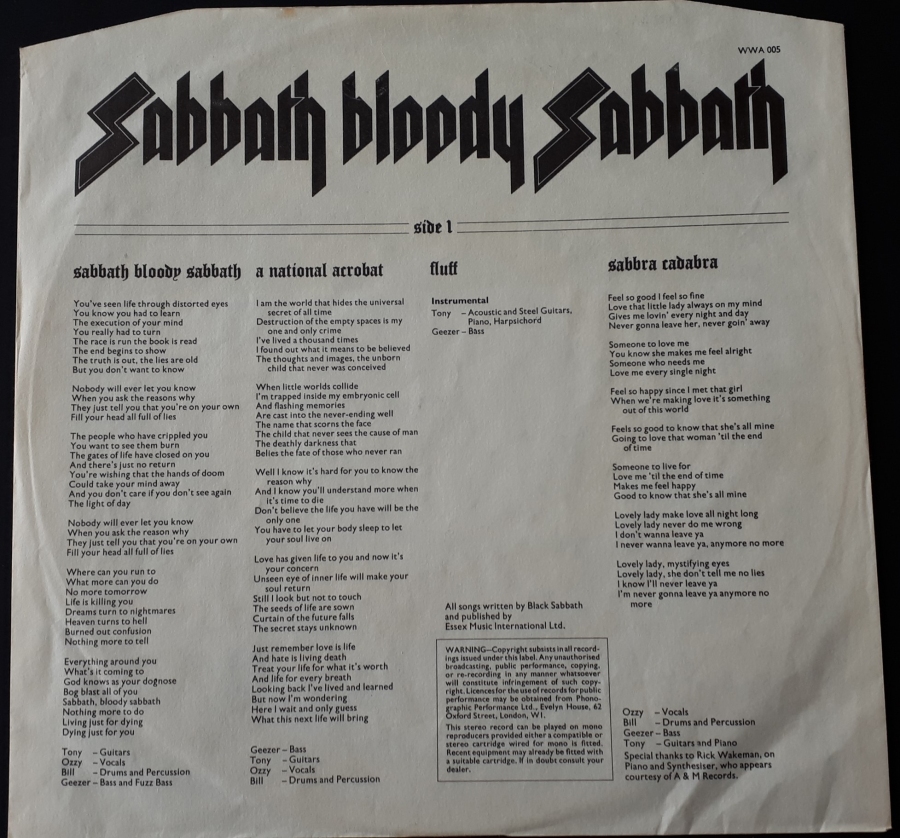 WWA 005
Sabbath bloody Sabbath
side 1
sabbath bloody sabbath
You've seen life through distorted eyes
You know you had to learn
The execution of your mind
You really had to turn
The race is run the book is read
The end begins to show
The truth is out, the lies are old
But you don't want to know
Nobody will ever let you know
When you ask the reasons why
They just tell you that you're on your own
Fill your head all full of lies
The people who have crippled you
You want to see them burn
The gates of life have closed on you
And there's just no return
You're wishing that the hands of doom
Could take your mind away
And you don't care if you don't see again
The light of day
Nobody will ever let you know
When you ask the reason why
They just tell you that you're on your own
Fill your head all full of lies
Where can you run to
What more can you do
No more tomorrow
Life is killing you
Dreams turn to nightmares
Heaven turns to hell
Burned out confusion
Nothing more to tell
Everything around you
What's it coming to
God knows as your dognose
Bog blast all of you
Sabbath, bloody sabbath
Nothing more to do
Living just for dying
Dying just for you
Tony – Guitars
Ozzy – Vocals
Bill – Drums and Percussion
Geezer – Bass and Fuzz Bass
a national acrobat
I am the world that hides the universal
secret of all time
Destruction of the empty spaces is my
one and only crime
I've lived a thousand times
I found out what it means to be believed
The thoughts and images, the unborn
child that never was conceived
When little worlds collide
I'm trapped inside my embryonic cell
And flashing memories
Are cast into the never-ending well
The name that scorns the face
The child that never sees the cause of man
The deathly darkness that
Belies the fate of those who never ran
Well I know it's hard for you to know the
reason why
And I know you'll understand more when
it's time to die
Don't believe the life you have will be the
only one
You have to let your body sleep to let
your soul live on
Love has given life to you and now it's
your concern
Unseen eye of inner life will make your
soul return
Still I look but not to touch
The seeds of life are sown
Curtain of the future falls
The secret stays unknown
Just remember love is life
And hate is living death
Treat your life for what it's worth
And life for every breath
Looking back I've lived and learned
But now I'm wondering
Here I wait and only guess
What this next life will bring
Geezer – Bass
Tony – Guitars
Ozzy – Vocals
Bill – Drums and Percussion
fluff
Instrumental
Tony – Acoustic and Steel Guitars,
Piano, Harpsichord
Geezer – Bass
All songs written by Black Sabbath
and published by
Essex Music International Ltd.
WARNING—Copyright subsists in all record-
ings issued under this label. Any unauthorised
broadcasting, public performance, copying,
or re-recording in any manner whatsoever
will constitute infringement of such copy-
right. Licences for the use of records for public
performance may be obtained from Phono-
graphic Performance Ltd., Evelyn House, 62
Oxford Street, London, W1.
This stereo record can be played on mono
reproducers provided either a compatible or
stereo cartridge wired for mono is fitted.
Recent equipment may already be fitted with
a suitable cartridge. If in doubt consult your
dealer.
sabbra cadabra
Feel so good I feel so fine
Love that little lady always on my mind
Gives me lovin' every night and day
Never gonna leave her, never goin' away
Someone to love me
You know she makes me feel alright
Someone who needs me
Love me every single night
Feel so happy since I met that girl
When we're making love it's something
out of this world
Feels so good to know that she's all mine
Going to love that woman 'til the end
of time
Someone to live for
Love me 'til the end of time
Makes me feel happy
Good to know that she's all mine
Lovely lady make love all night long
Lovely lady never do me wrong
I don't wanna leave ya
I never wanna leave ya, anymore no more
Lovely lady, mystifying eyes
Lovely lady, she don't tell me no lies
I know I'll never leave ya
I'm never gonna leave ya anymore no
more
Ozzy – Vocals
Bill – Drums and Percussion
Geezer – Bass
Tony – Guitars and Piano
Special thanks to Rick Wakeman, on
Piano and Synthesiser, who appears
courtesy of A & M Records.